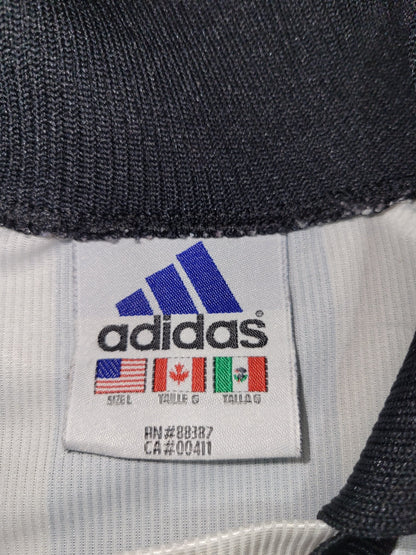 adidas
SIZE L TAILLE G TALLA G
RN#88387
CA#00411